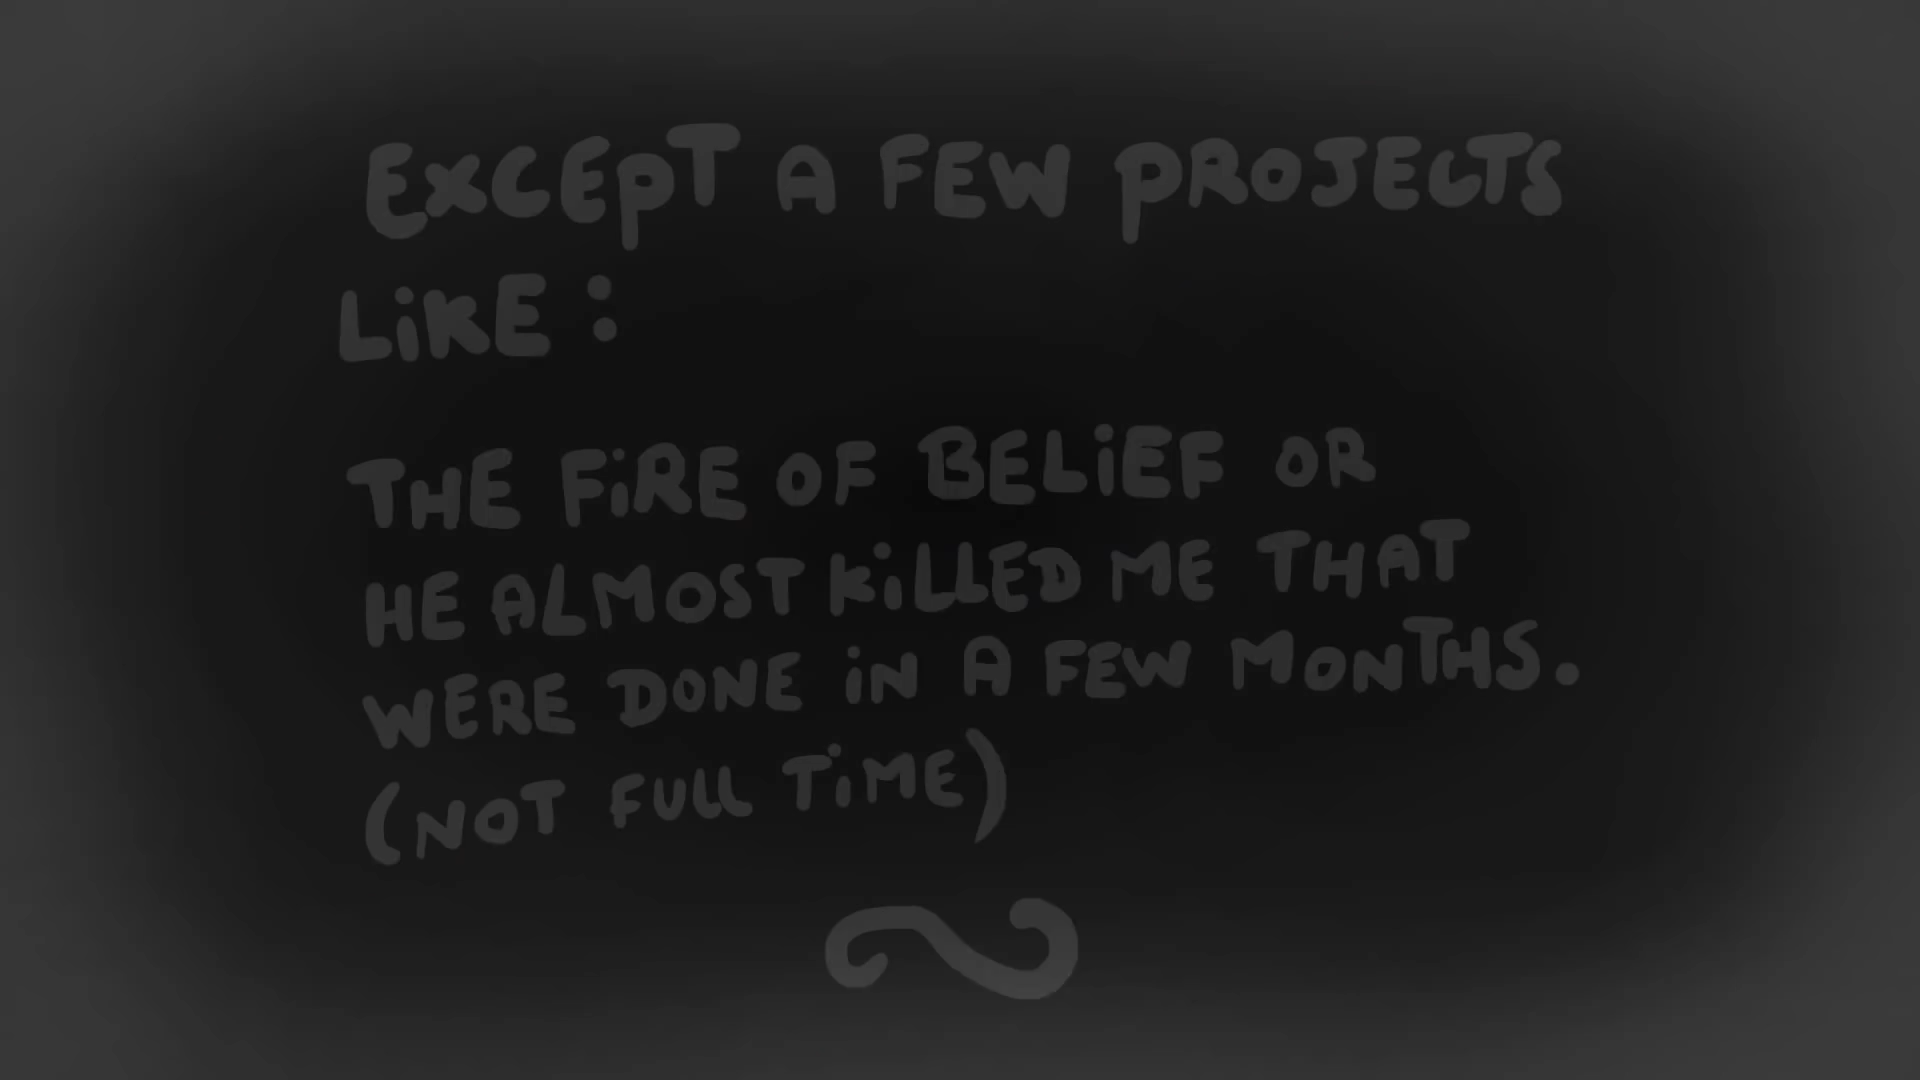 EXCEPT A FEW PROJECTS
LiKE :
THE FiRE OF BELiEF OR
HE ALMOST KiLLED ME THAT
WERE DONE iN A FEW MONTHS.
(NOT FULL TiME)